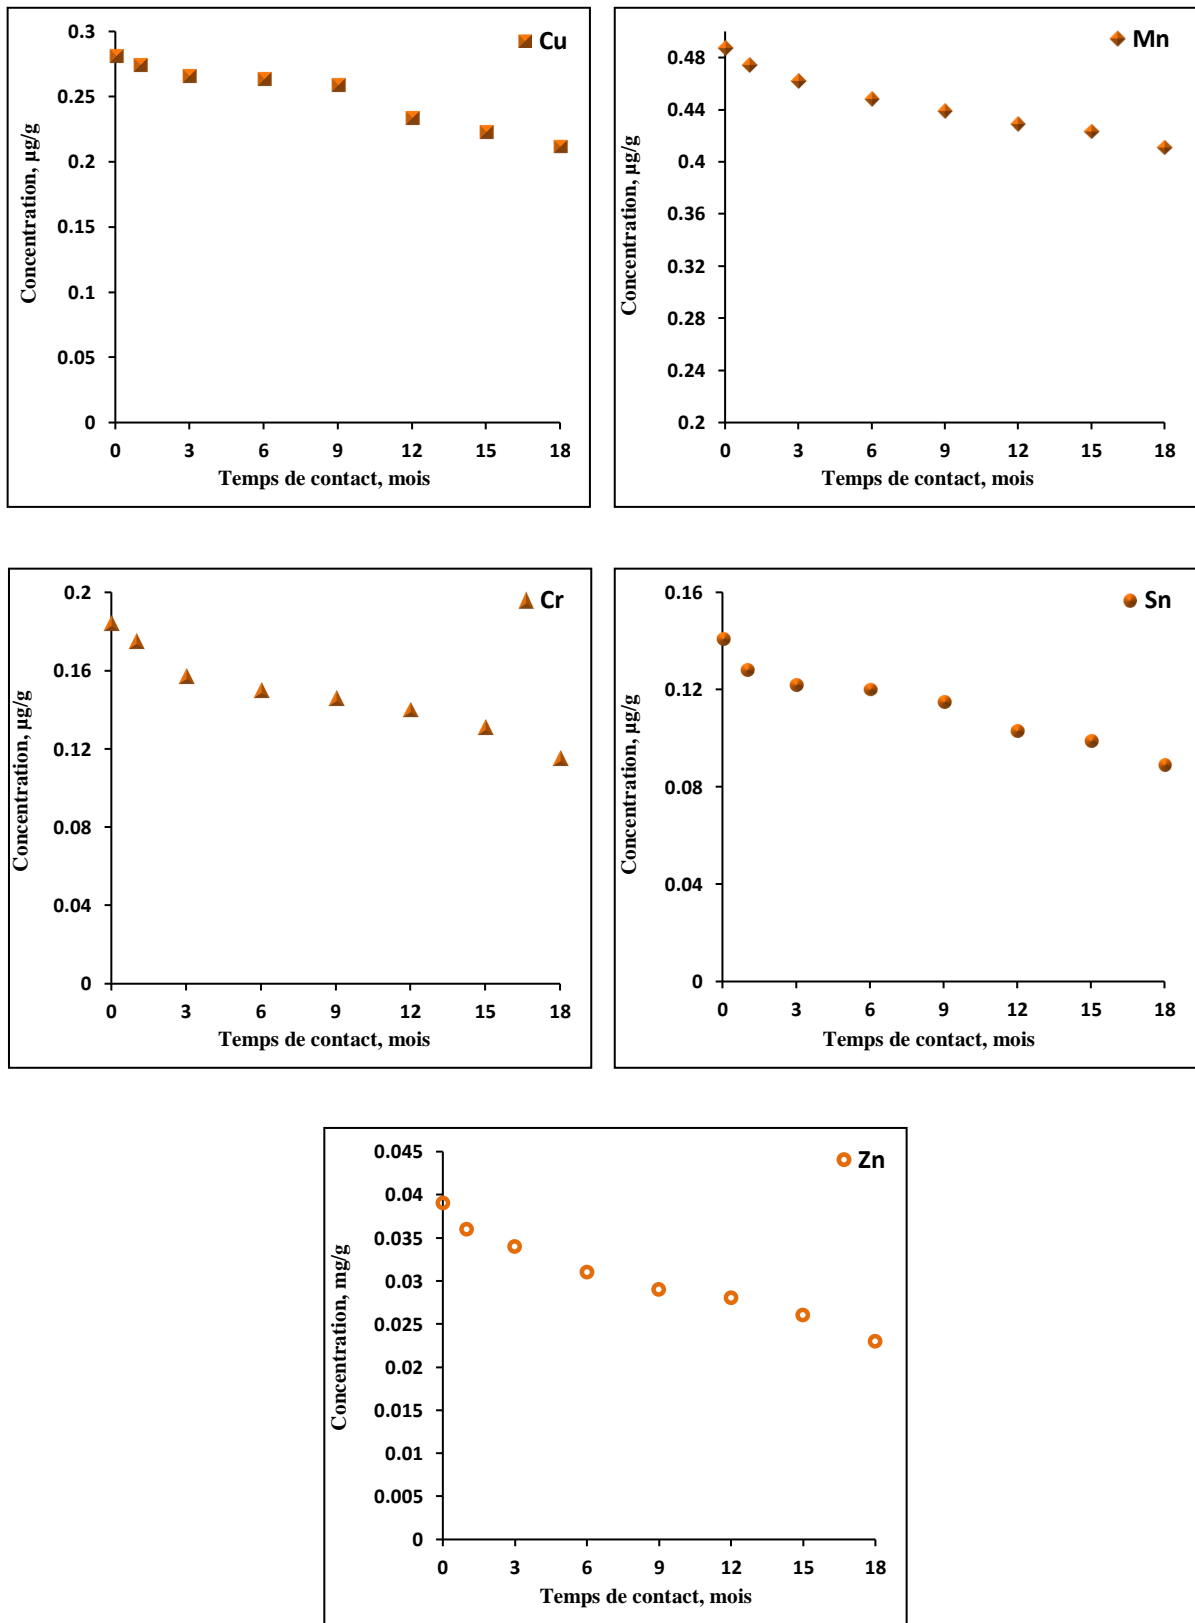 Cu
0.3
0.25
0.2
0.15
0.1
0.05
0
Concentration, µg/g
0 3 6 9 12 15 18
Temps de contact, mois
Mn
0.48
0.44
0.4
0.36
0.32
0.28
0.24
0.2
Concentration, µg/g
0 3 6 9 12 15 18
Temps de contact, mois
Cr
0.2
0.16
0.12
0.08
0.04
0
Concentration, µg/g
0 3 6 9 12 15 18
Temps de contact, mois
Sn
0.16
0.12
0.08
0.04
0
Concentration, µg/g
0 3 6 9 12 15 18
Temps de contact, mois
Zn
0.045
0.04
0.035
0.03
0.025
0.02
0.015
0.01
0.005
0
Concentration, mg/g
0 3 6 9 12 15 18
Temps de contact, mois